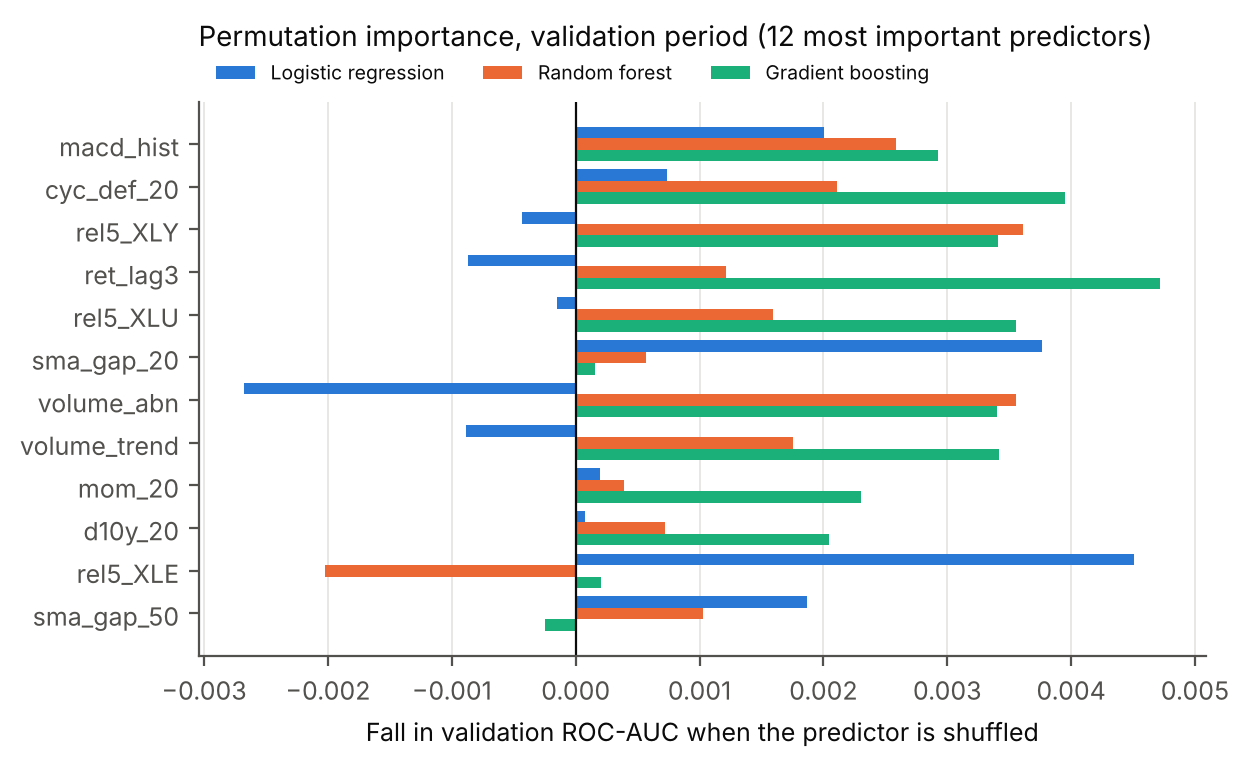 Permutation importance, validation period (12 most important predictors)
Logistic regression Random forest Gradient boosting
macd_hist
cyc_def_20
rel5_XLY
ret_lag3
rel5_XLU
sma_gap_20
volume_abn
volume_trend
mom_20
d10y_20
rel5_XLE
sma_gap_50
−0.003 −0.002 −0.001 0.000 0.001 0.002 0.003 0.004 0.005
Fall in validation ROC-AUC when the predictor is shuffled